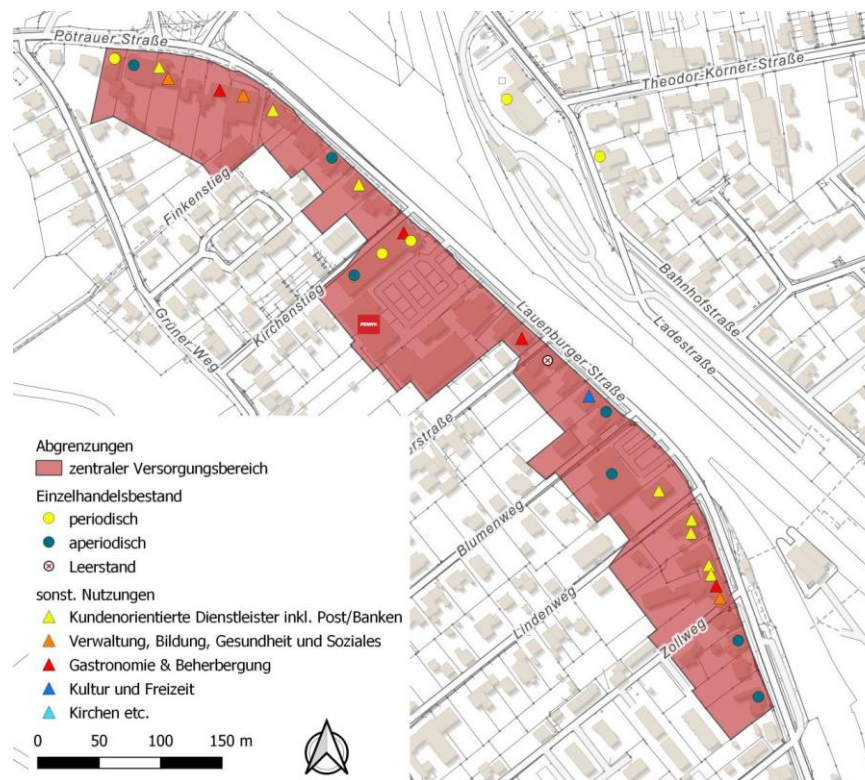 Pötrauer Straße
Theodor-Körner-Straße
Finkenstieg
Kirchenstieg
Grüner Weg
Lauenburger Straße
Bahnhofstraße
Ladestraße
erstraße
Blumenweg
Lindenweg
Zollweg
PENNY
Abgrenzungen
zentraler Versorgungsbereich
Einzelhandelsbestand
periodisch
aperiodisch
Leerstand
sonst. Nutzungen
Kundenorientierte Dienstleister inkl. Post/Banken
Verwaltung, Bildung, Gesundheit und Soziales
Gastronomie & Beherbergung
Kultur und Freizeit
Kirchen etc.
0 50 100 150 m